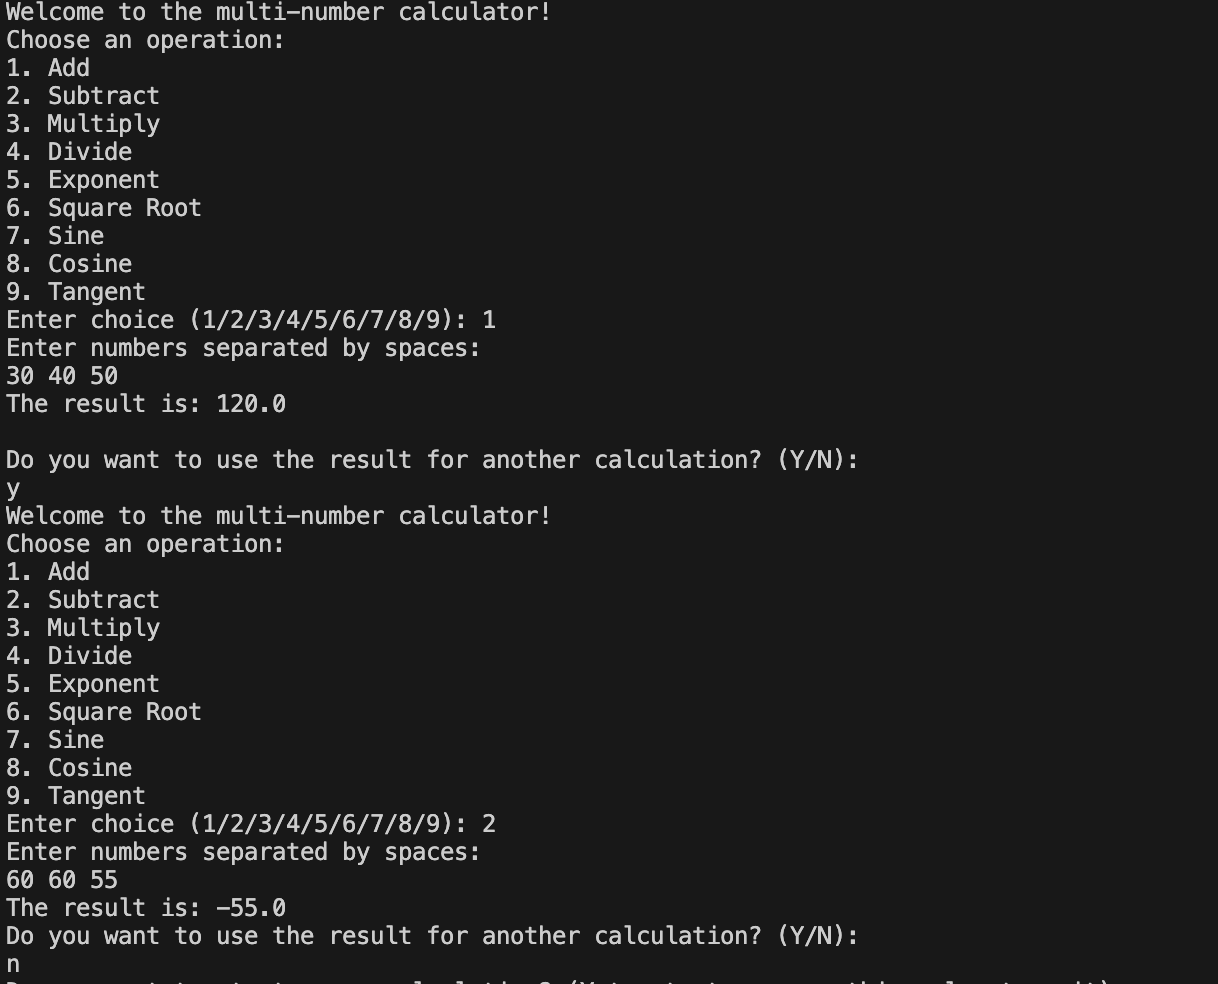 Welcome to the multi-number calculator!
Choose an operation:
1. Add
2. Subtract
3. Multiply
4. Divide
5. Exponent
6. Square Root
7. Sine
8. Cosine
9. Tangent
Enter choice (1/2/3/4/5/6/7/8/9): 1
Enter numbers separated by spaces:
30 40 50
The result is: 120.0
Do you want to use the result for another calculation? (Y/N):
y
Welcome to the multi-number calculator!
Choose an operation:
1. Add
2. Subtract
3. Multiply
4. Divide
5. Exponent
6. Square Root
7. Sine
8. Cosine
9. Tangent
Enter choice (1/2/3/4/5/6/7/8/9): 2
Enter numbers separated by spaces:
60 60 55
The result is: -55.0
Do you want to use the result for another calculation? (Y/N):
n